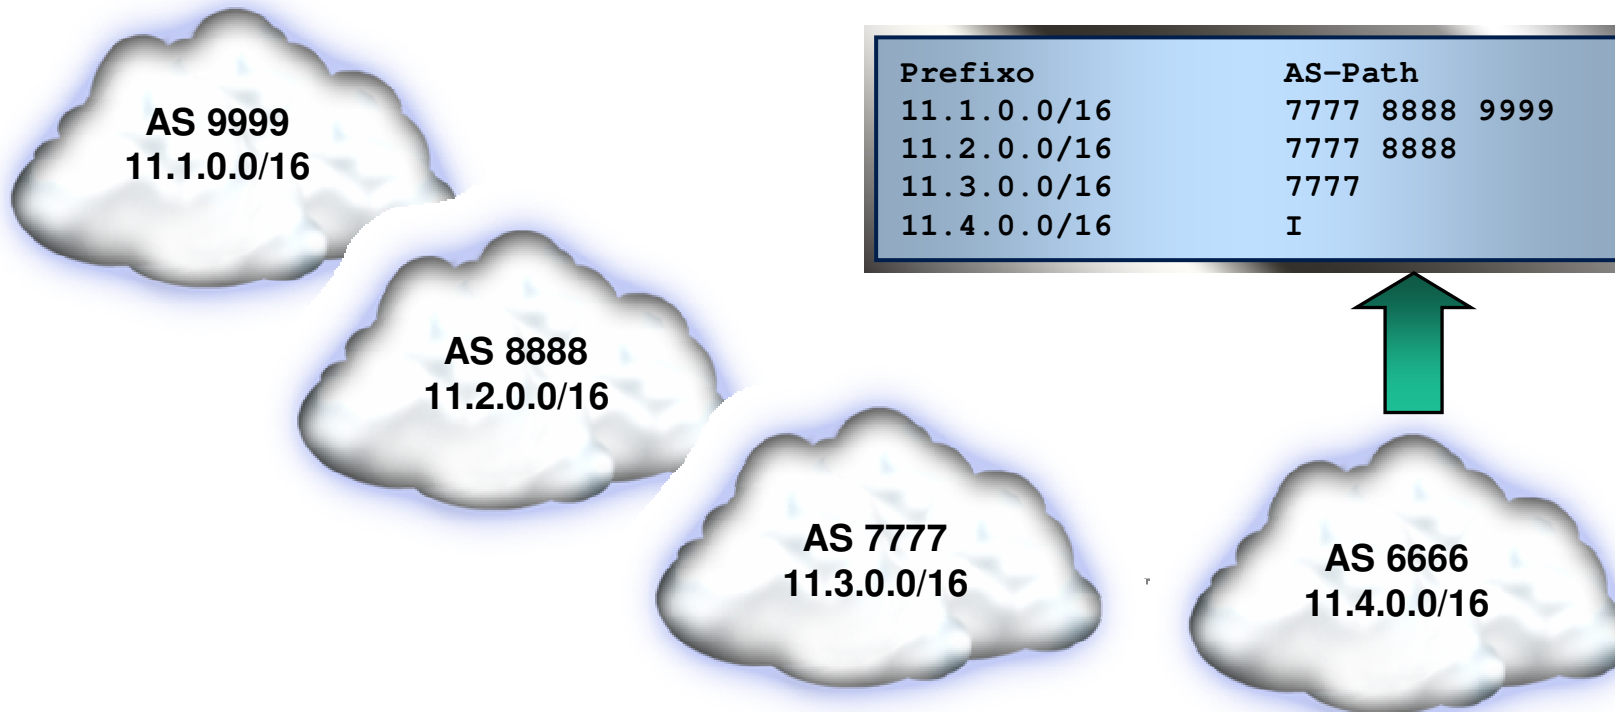 AS 9999
11.1.0.0/16
Prefixo AS-Path
11.1.0.0/16 7777 8888 9999
11.2.0.0/16 7777 8888
11.3.0.0/16 7777
11.4.0.0/16 I
AS 8888
11.2.0.0/16
AS 7777
11.3.0.0/16
AS 6666
11.4.0.0/16